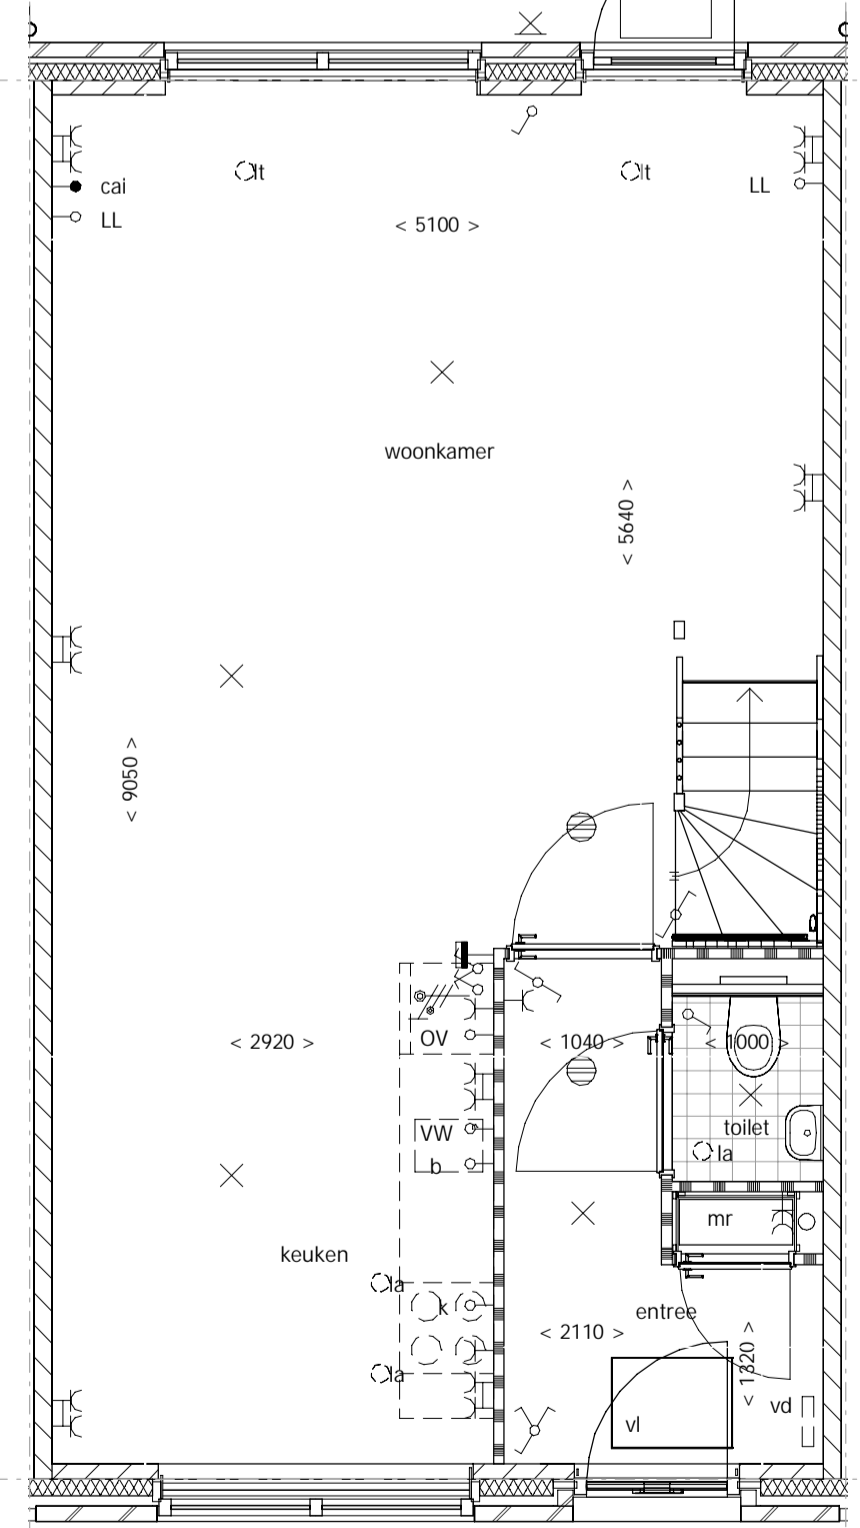 cai
lt
lt
LL
LL
< 5100 >
woonkamer
< 5640 >
< 9050 >
OV
< 2920 >
< 1040 >
< 1000 >
VW
toilet
b
la
mr
keuken
la
k
entree
< 2110 >
< 1320 >
la
vd
vl